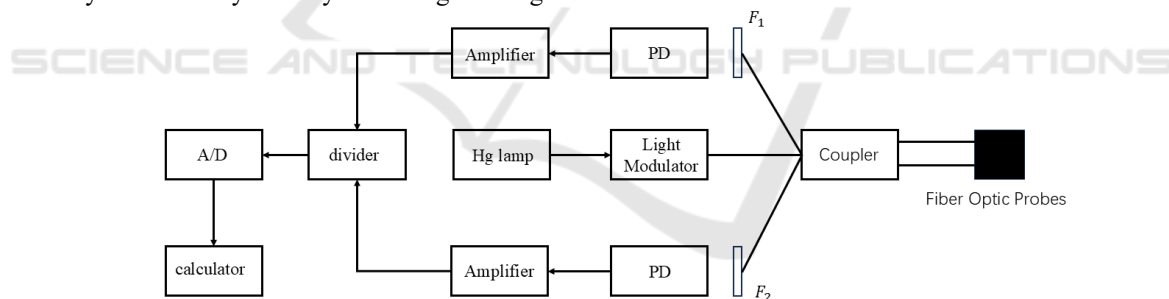 F₁
Amplifier
PD
SCIENCE AND TECHNOLOGY PUBLICATIONS
A/D
divider
Hg lamp
Light
Modulator
Coupler
Fiber Optic Probes
calculator
Amplifier
PD
F₂